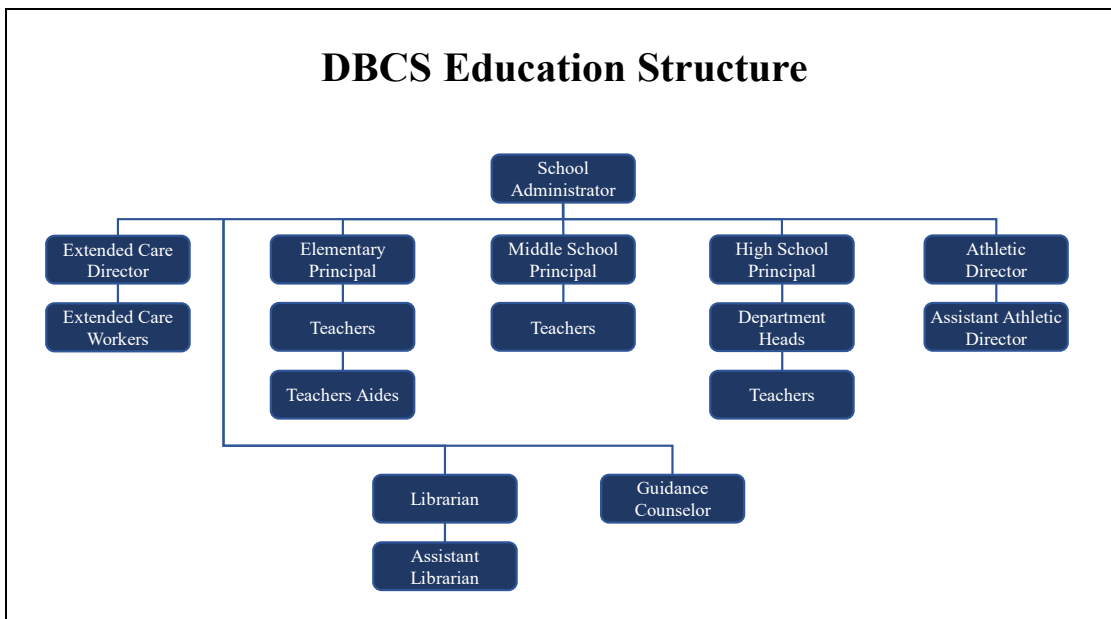 DBCS Education Structure
School
Administrator
Extended Care
Director
Elementary
Principal
Middle School
Principal
High School
Principal
Athletic
Director
Extended Care
Workers
Teachers
Teachers
Department
Heads
Assistant Athletic
Director
Teachers Aides
Teachers
Librarian
Guidance
Counselor
Assistant
Librarian